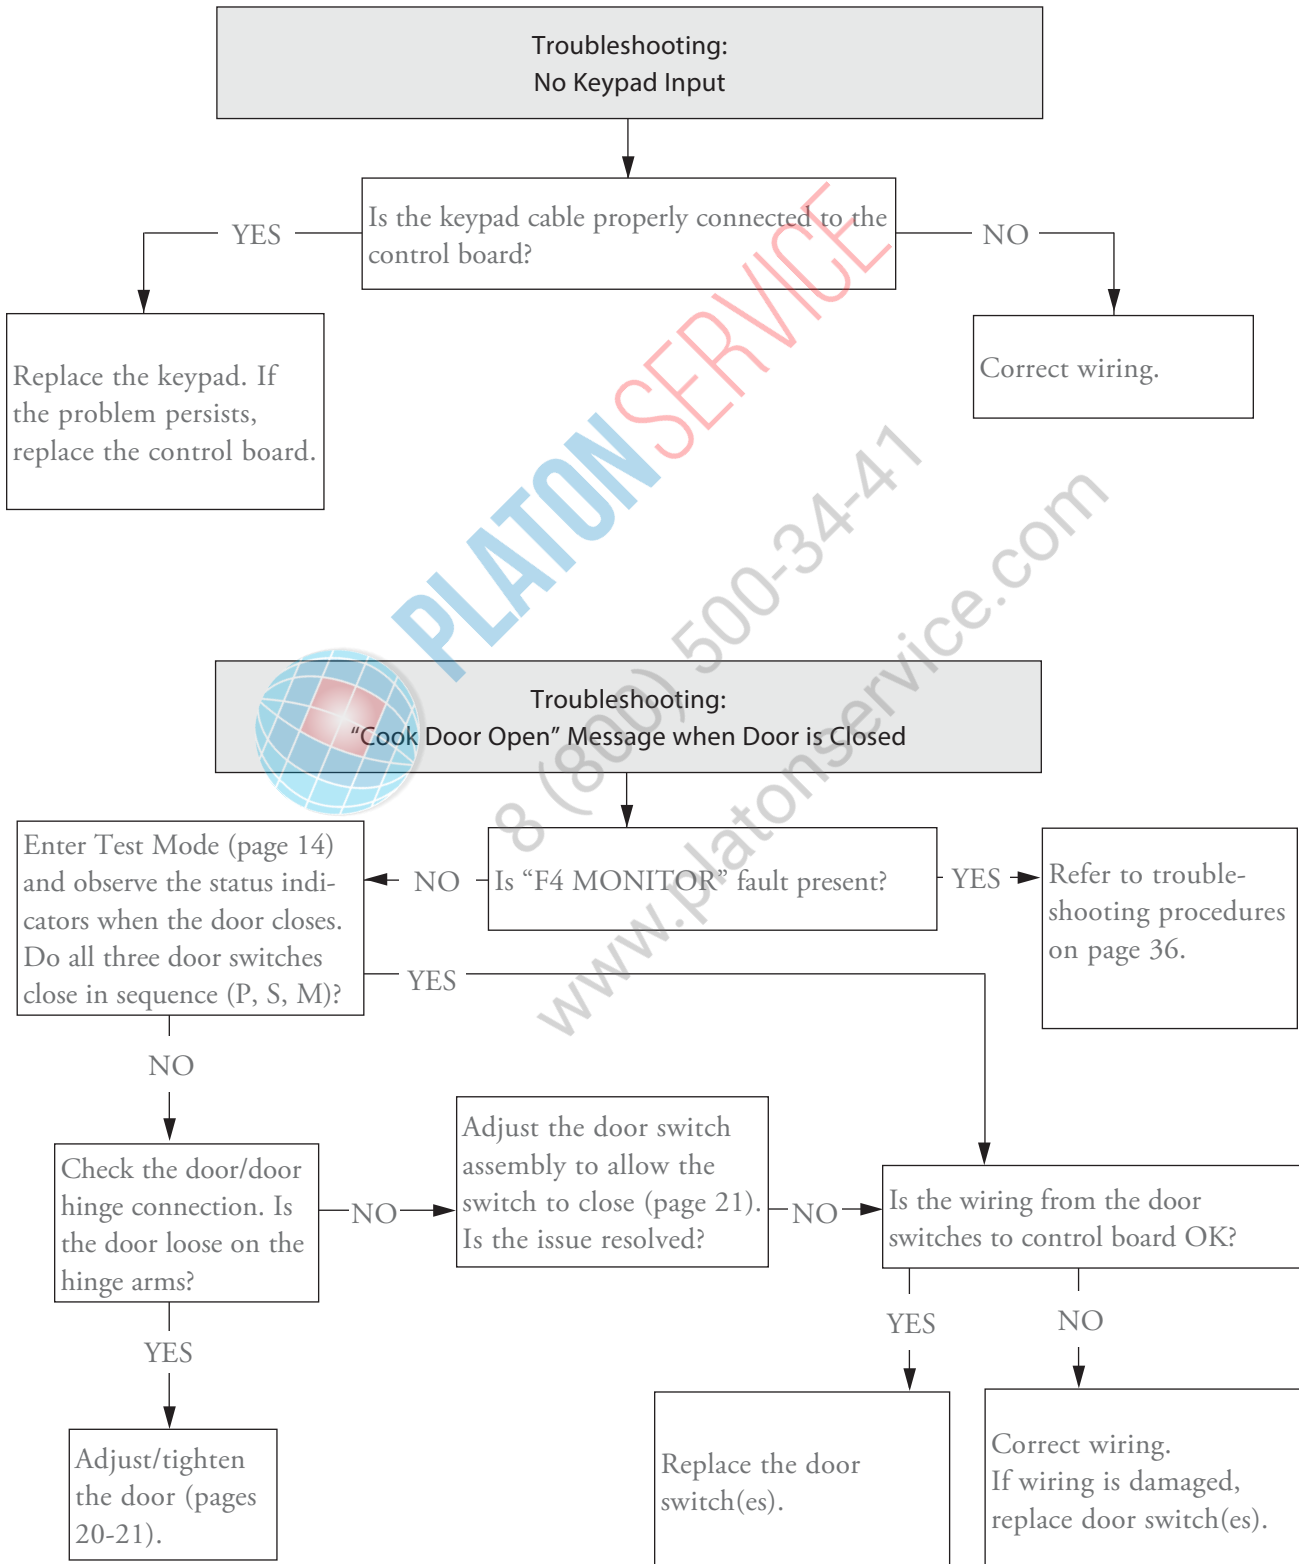 Troubleshooting:
No Keypad Input
Is the keypad cable properly connected to the
control board?
YES
NO
Replace the keypad. If
the problem persists,
replace the control board.
Correct wiring.
PLATONSERVICE
8 (800) 500-34-41
www.platonservice.com
Troubleshooting:
“Cook Door Open” Message when Door is Closed
Is “F4 MONITOR” fault present?
NO
YES
Enter Test Mode (page 14)
and observe the status indi-
cators when the door closes.
Do all three door switches
close in sequence (P, S, M)?
Refer to trouble-
shooting procedures
on page 36.
YES
NO
Check the door/door
hinge connection. Is
the door loose on the
hinge arms?
NO
Adjust the door switch
assembly to allow the
switch to close (page 21).
Is the issue resolved?
NO
Is the wiring from the door
switches to control board OK?
YES
YES
NO
Adjust/tighten
the door (pages
20-21).
Replace the door
switch(es).
Correct wiring.
If wiring is damaged,
replace door switch(es).